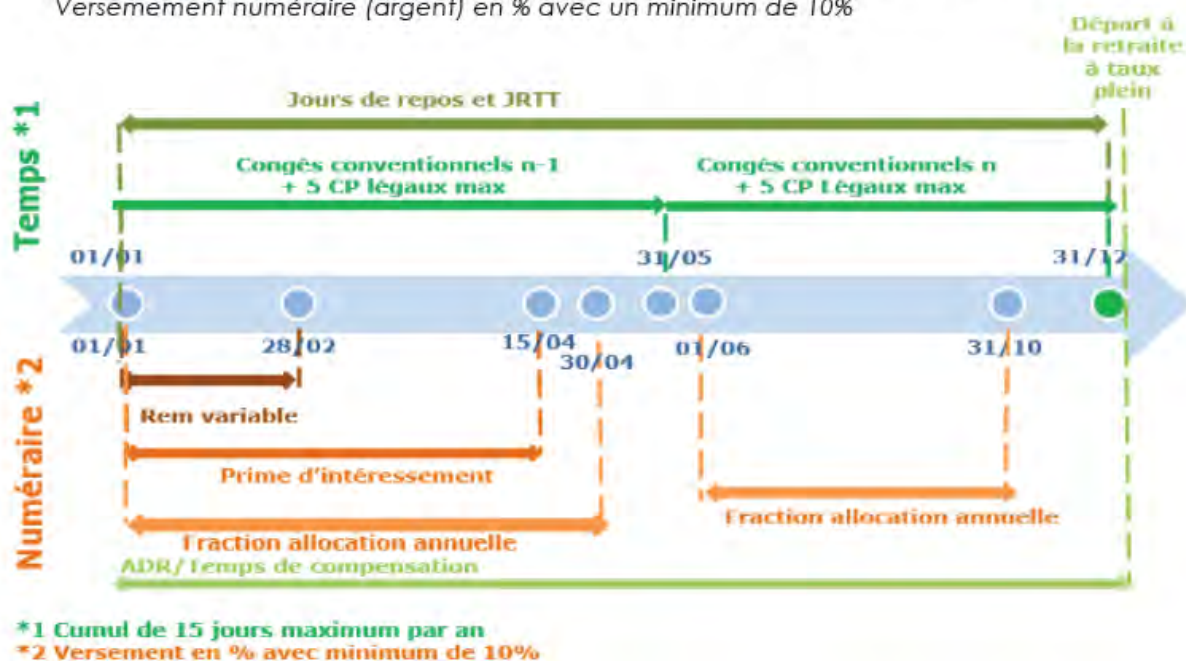 Versemement numéraire (argent) en % avec un minimum de 10%
Départ à
la retraite
à taux
plein
Temps *1
Jours de repos et JRTT
Congés conventionnels n-1
+ 5 CP légaux max
Congés conventionnels n
+ 5 CP Légaux max
01/01
31/05
31/12
01/01
28/02
15/04
30/04
01/06
31/10
Numéraire *2
Rem variable
Prime d'intéressement
Fraction allocation annuelle
Fraction allocation annuelle
ADR/Temps de compensation
*1 Cumul de 15 jours maximum par an
*2 Versement en % avec minimum de 10%